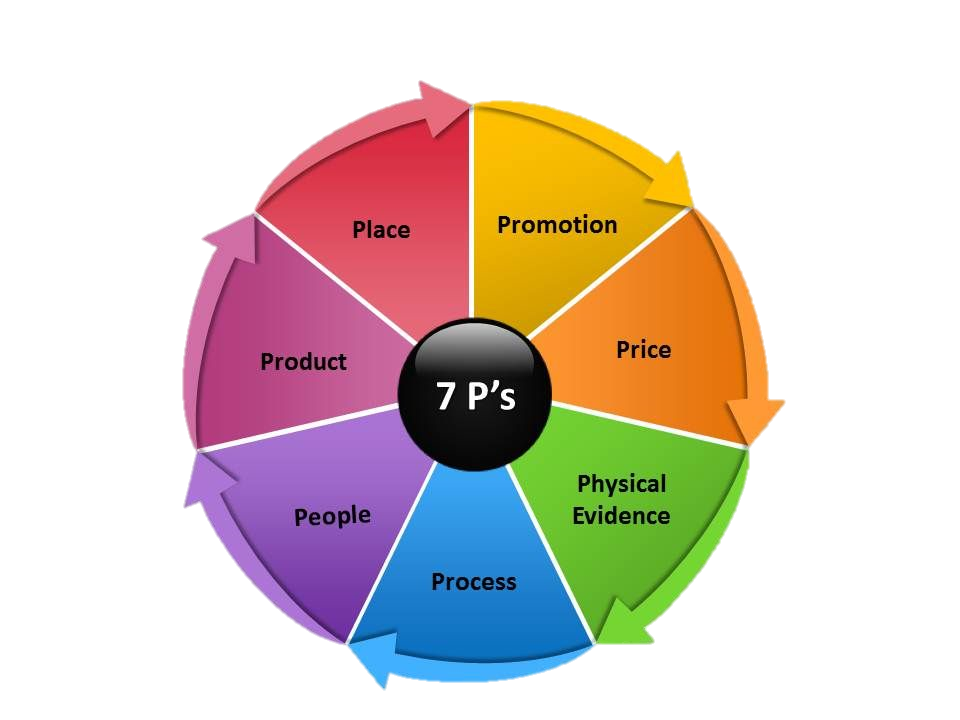 Place
Promotion
Product
Price
7 P’s
Physical
Evidence
People
Process